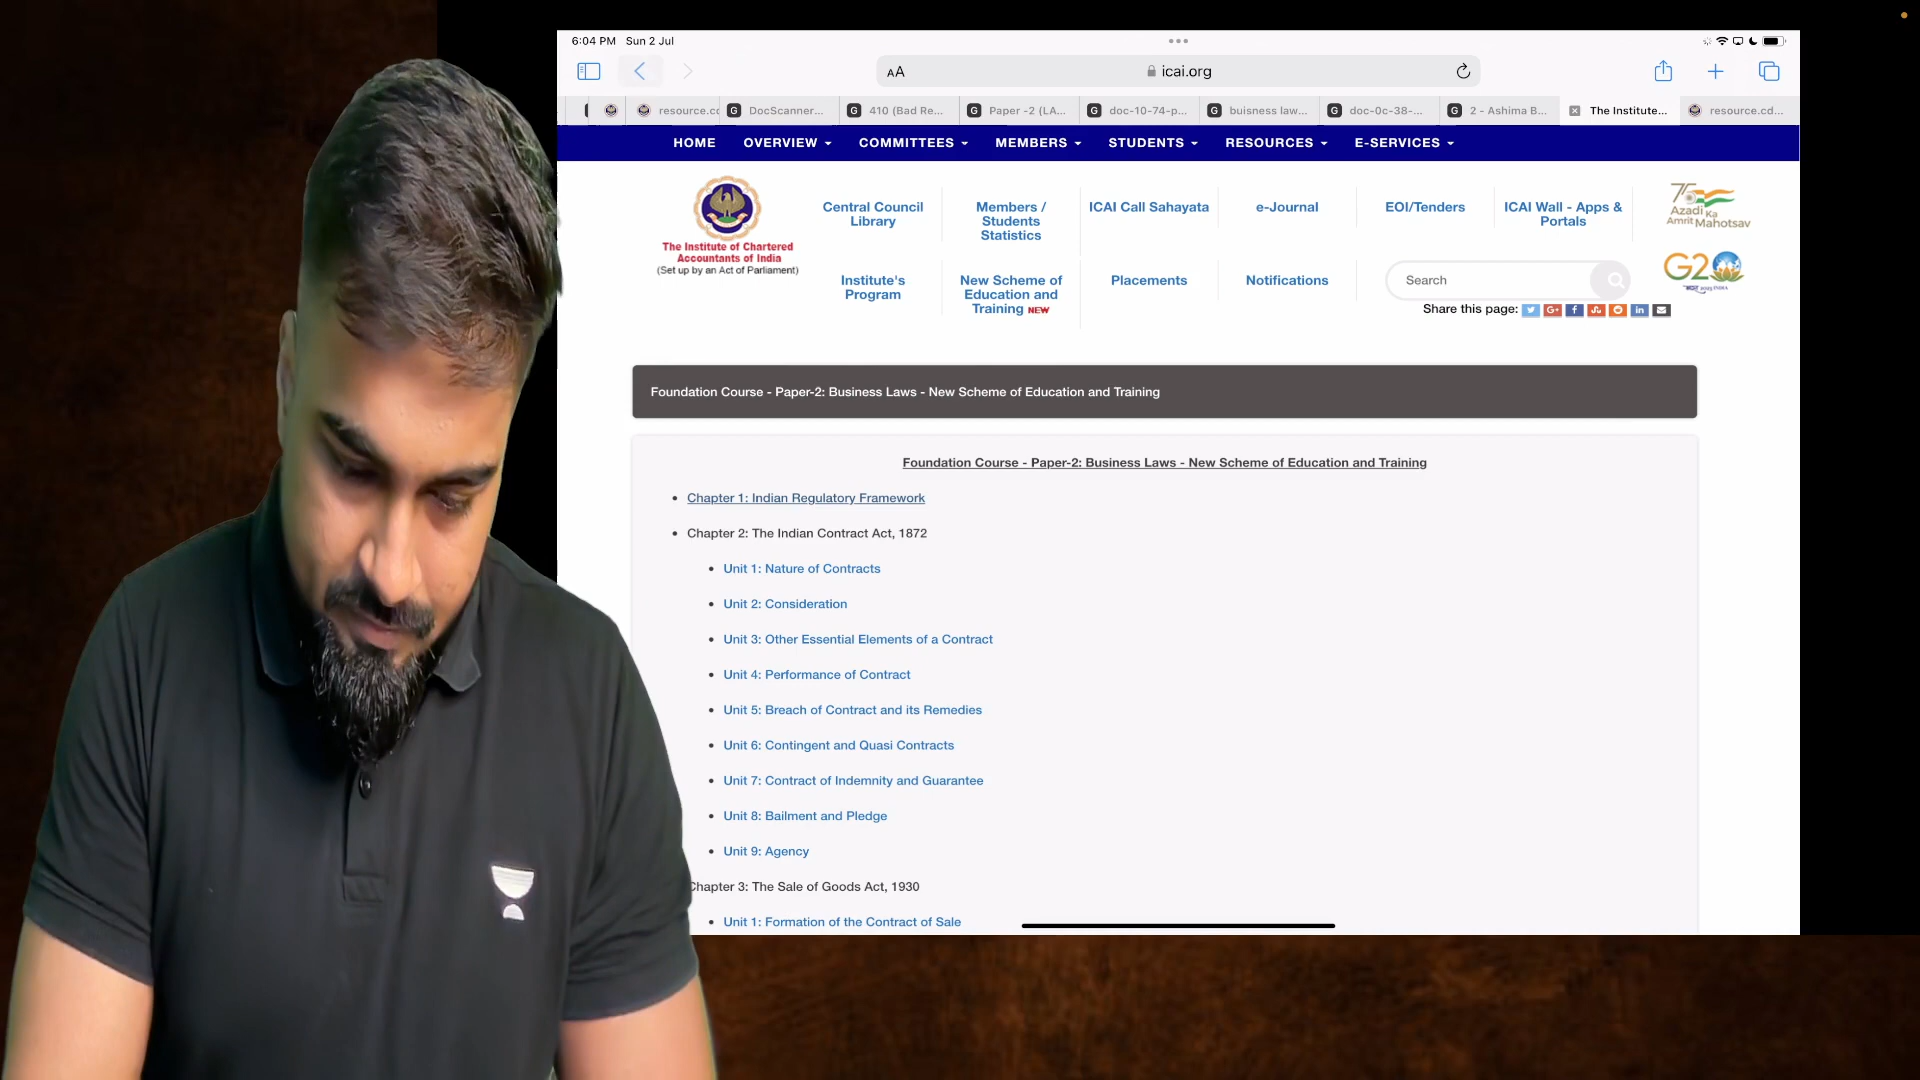 6:04 PM Sun 2 Jul
AA icai.org
resource.cc DocScanner... 410 (Bad Re... Paper -2 (LA... doc-10-74-p... buisness law... doc-0c-38-... 2 - Ashima B... The Institute... resource.cd...
HOME OVERVIEW COMMITTEES MEMBERS STUDENTS RESOURCES E-SERVICES
The Institute of Chartered
Accountants of India
(Set up by an Act of Parliament)
Central Council
Library
Members /
Students
Statistics
ICAI Call Sahayata
e-Journal
EOI/Tenders
ICAI Wall - Apps &
Portals
75
Azadi Ka
Amrit Mahotsav
Institute's
Program
New Scheme of
Education and
Training NEW
Placements
Notifications
Search
G20
Share this page:
Foundation Course - Paper-2: Business Laws - New Scheme of Education and Training
Foundation Course - Paper-2: Business Laws - New Scheme of Education and Training
Chapter 1: Indian Regulatory Framework
Chapter 2: The Indian Contract Act, 1872
Unit 1: Nature of Contracts
Unit 2: Consideration
Unit 3: Other Essential Elements of a Contract
Unit 4: Performance of Contract
Unit 5: Breach of Contract and its Remedies
Unit 6: Contingent and Quasi Contracts
Unit 7: Contract of Indemnity and Guarantee
Unit 8: Bailment and Pledge
Unit 9: Agency
Chapter 3: The Sale of Goods Act, 1930
Unit 1: Formation of the Contract of Sale